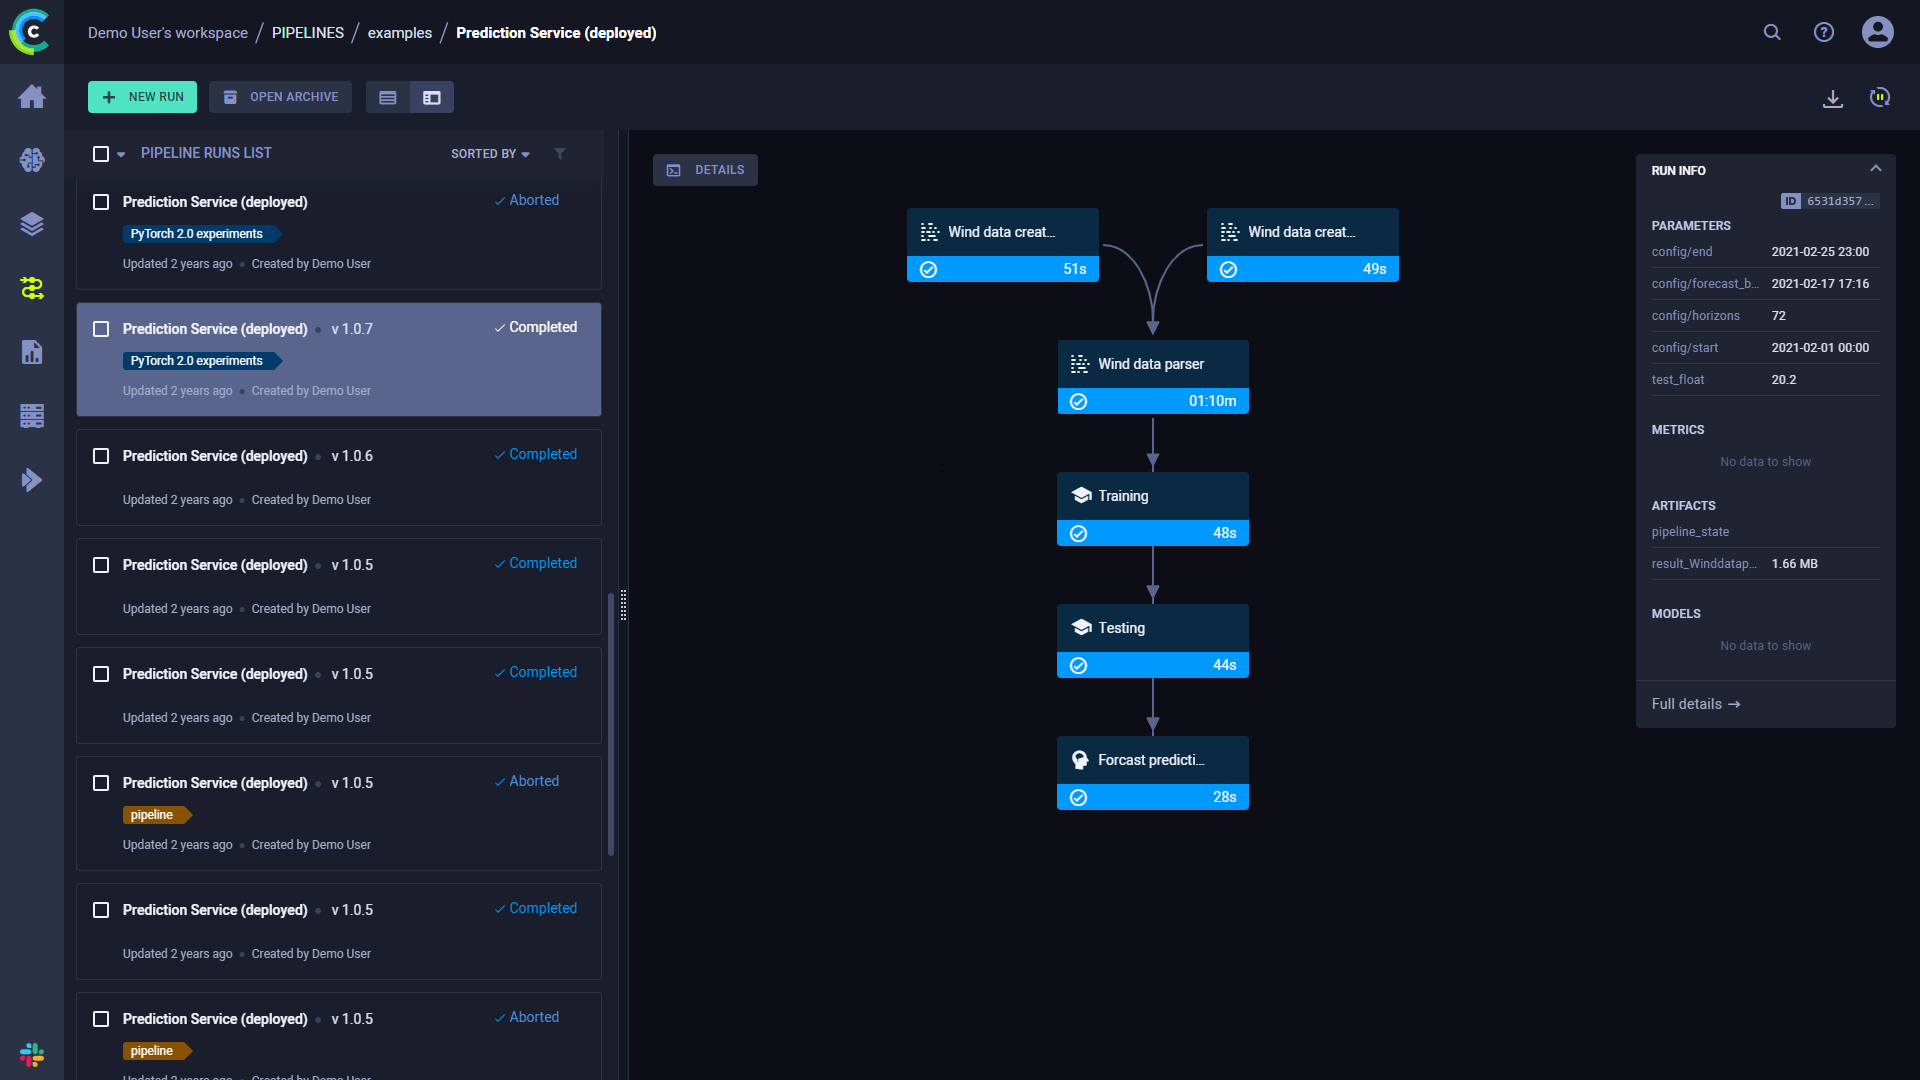 Demo User's workspace / PIPELINES / examples / Prediction Service (deployed)
NEW RUN
OPEN ARCHIVE
PIPELINE RUNS LIST
SORTED BY
Prediction Service (deployed)
Aborted
PyTorch 2.0 experiments
Updated 2 years ago • Created by Demo User
Prediction Service (deployed) • v 1.0.7
Completed
PyTorch 2.0 experiments
Updated 2 years ago • Created by Demo User
Prediction Service (deployed) • v 1.0.6
Completed
Updated 2 years ago • Created by Demo User
Prediction Service (deployed) • v 1.0.5
Completed
Updated 2 years ago • Created by Demo User
Prediction Service (deployed) • v 1.0.5
Completed
Updated 2 years ago • Created by Demo User
Prediction Service (deployed) • v 1.0.5
Aborted
pipeline
Updated 2 years ago • Created by Demo User
Prediction Service (deployed) • v 1.0.5
Completed
Updated 2 years ago • Created by Demo User
Prediction Service (deployed) • v 1.0.5
Aborted
pipeline
Updated 2 years ago • Created by Demo User
DETAILS
Wind data creat...
51s
Wind data creat...
49s
Wind data parser
01:10m
Training
48s
Testing
44s
Forcast predicti...
28s
RUN INFO
ID 6531d357...
PARAMETERS
config/end 2021-02-25 23:00
config/forecast_b... 2021-02-17 17:16
config/horizons 72
config/start 2021-02-01 00:00
test_float 20.2
METRICS
No data to show
ARTIFACTS
pipeline_state
result_Winddatap... 1.66 MB
MODELS
No data to show
Full details →